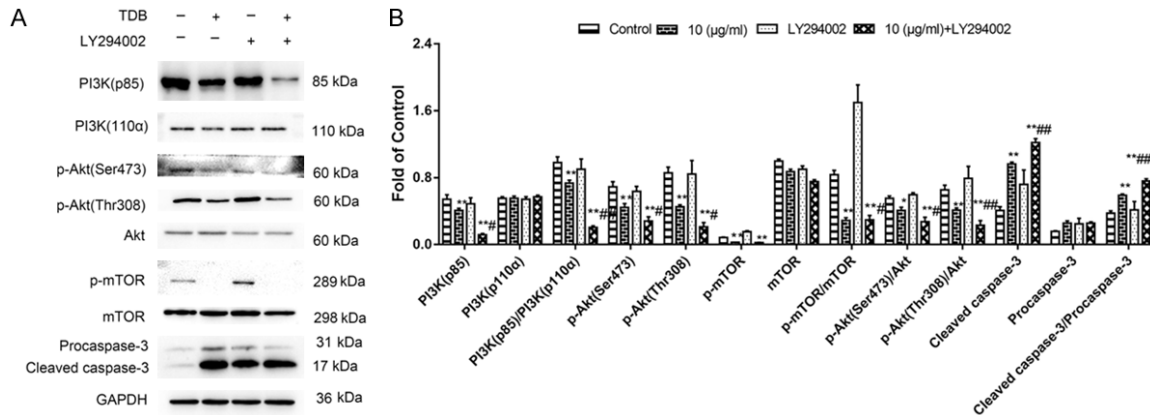 A
TDB − + − +
LY294002 − − + +
PI3K(p85) 85 kDa
PI3K(110α) 110 kDa
p-Akt(Ser473) 60 kDa
p-Akt(Thr308) 60 kDa
Akt 60 kDa
p-mTOR 289 kDa
mTOR 298 kDa
Procaspase-3 31 kDa
Cleaved caspase-3 17 kDa
GAPDH 36 kDa
B
Control 10 (μg/ml) LY294002 10 (μg/ml)+LY294002
Fold of Control
2.4
1.6
0.8
0.0
** **#
** **##
** **#
** **#
** **
** **#
* **#
** **##
** **##
** **##
PI3K(p85)
PI3K(p110α)
PI3K(p85)/PI3K(p110α)
p-Akt(Ser473)
p-Akt(Thr308)
p-mTOR
mTOR
p-mTOR/mTOR
p-Akt(Ser473)/Akt
p-Akt(Thr308)/Akt
Cleaved caspase-3
Procaspase-3
Cleaved caspase-3/Procaspase-3